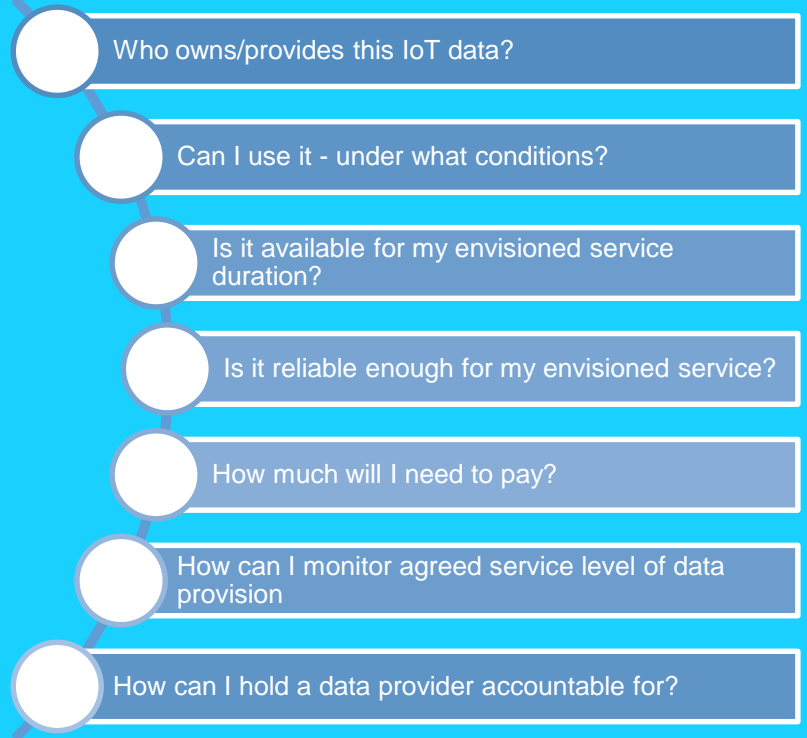 Who owns/provides this IoT data?
Can I use it - under what conditions?
Is it available for my envisioned service
duration?
Is it reliable enough for my envisioned service?
How much will I need to pay?
How can I monitor agreed service level of data
provision
How can I hold a data provider accountable for?